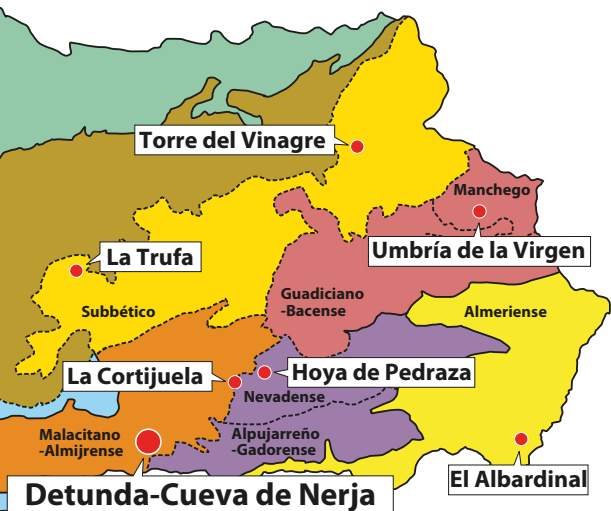 Torre del Vinagre
Manchego
Umbría de la Virgen
La Trufa
Guadiciano
-Bacense
Subbético
Almeriense
La Cortijuela
Hoya de Pedraza
Nevadense
Malacitano
-Almijrense
Alpujarreño
-Gadorense
El Albardinal
Detunda-Cueva de Nerja